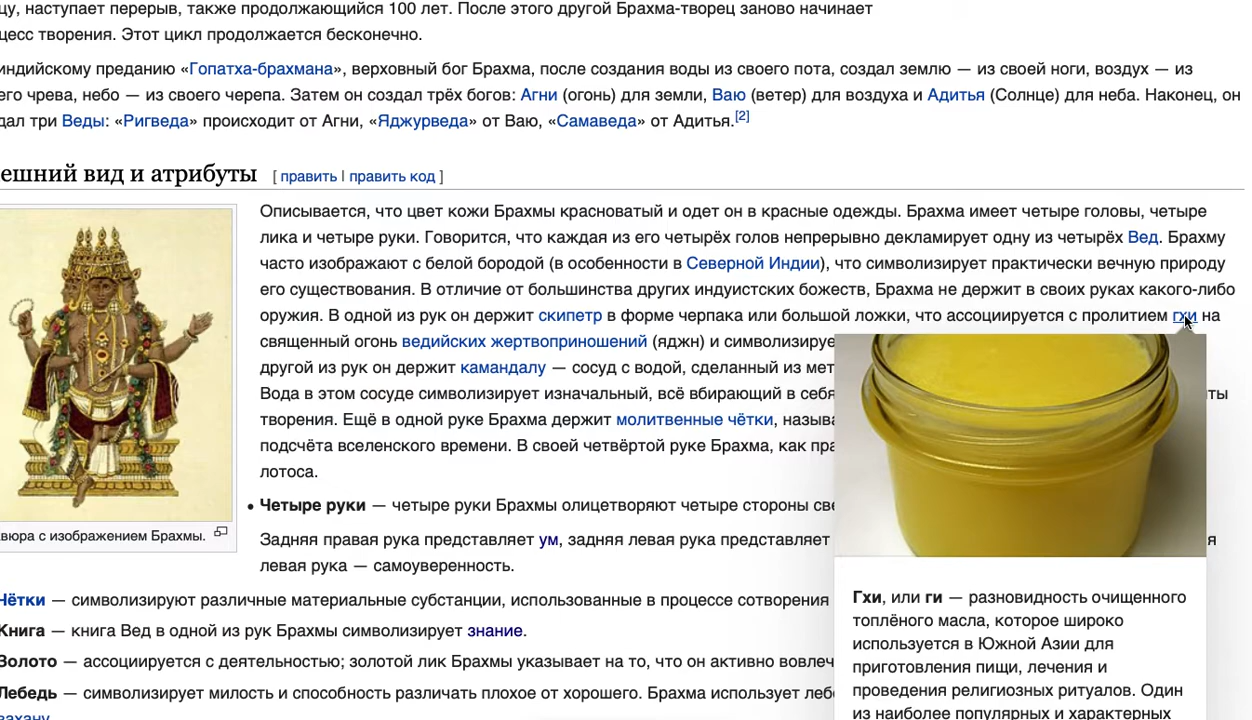 цу, наступает перерыв, также продолжающийся 100 лет. После этого другой Брахма-творец заново начинает
цесс творения. Этот цикл продолжается бесконечно.
индийскому преданию «Гопатха-брахмана», верховный бог Брахма, после создания воды из своего пота, создал землю — из своей ноги, воздух — из
его чрева, небо — из своего черепа. Затем он создал трёх богов: Агни (огонь) для земли, Ваю (ветер) для воздуха и Адитья (Солнце) для неба. Наконец, он
дал три Веды: «Ригведа» происходит от Агни, «Яджурведа» от Ваю, «Самаведа» от Адитья.[2]
ешний вид и атрибуты [ править | править код ]
Описывается, что цвет кожи Брахмы красноватый и одет он в красные одежды. Брахма имеет четыре головы, четыре
лика и четыре руки. Говорится, что каждая из его четырёх голов непрерывно декламирует одну из четырёх Вед. Брахму
часто изображают с белой бородой (в особенности в Северной Индии), что символизирует практически вечную природу
его существования. В отличие от большинства других индуистских божеств, Брахма не держит в своих руках какого-либо
оружия. В одной из рук он держит скипетр в форме черпака или большой ложки, что ассоциируется с пролитием гхи на
священный огонь ведийских жертвоприношений (яджн) и символизируе
другой из рук он держит камандалу — сосуд с водой, сделанный из мет
Вода в этом сосуде символизирует изначальный, всё вбирающий в себя ты
творения. Ещё в одной руке Брахма держит молитвенные чётки, называ
подсчёта вселенского времени. В своей четвёртой руке Брахма, как пра
лотоса.
• Четыре руки — четыре руки Брахмы олицетворяют четыре стороны све
Задняя правая рука представляет ум, задняя левая рука представляет я
левая рука — самоуверенность.
вюра с изображением Брахмы.
Чётки — символизируют различные материальные субстанции, использованные в процессе сотворения
Книга — книга Вед в одной из рук Брахмы символизирует знание.
Золото — ассоциируется с деятельностью; золотой лик Брахмы указывает на то, что он активно вовлеч
Лебедь — символизирует милость и способность различать плохое от хорошего. Брахма использует лебе
вахану
Гхи, или ги — разновидность очищенного
топлёного масла, которое широко
используется в Южной Азии для
приготовления пищи, лечения и
проведения религиозных ритуалов. Один
из наиболее популярных и характерных